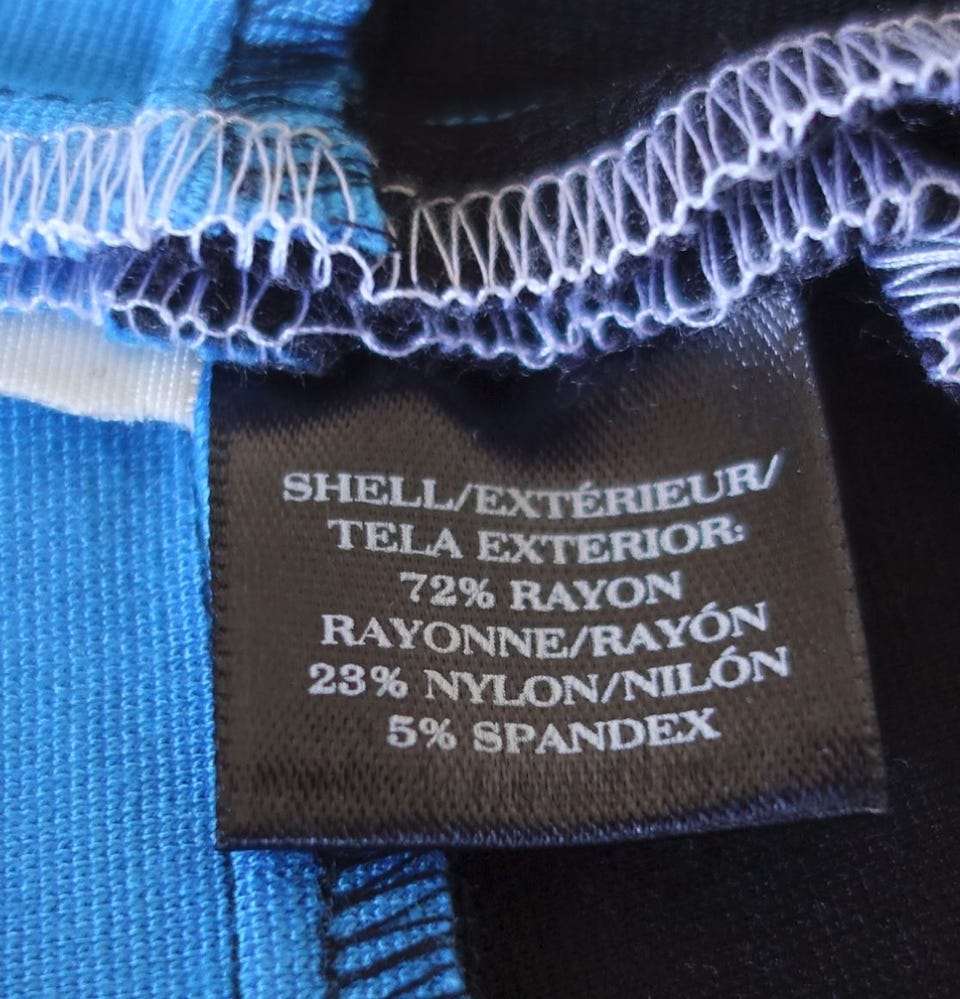 SHELL/EXTÉRIEUR/
TELA EXTERIOR:
72% RAYON
RAYONNE/RAYÓN
23% NYLON/NILÓN
5% SPANDEX